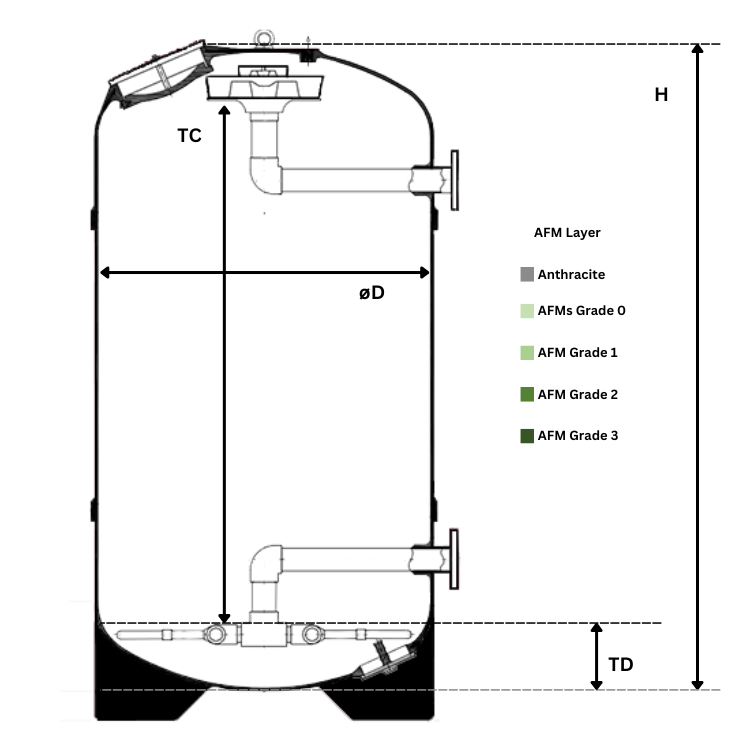 H
TC
AFM Layer
Anthracite
øD
AFMs Grade 0
AFM Grade 1
AFM Grade 2
AFM Grade 3
TD